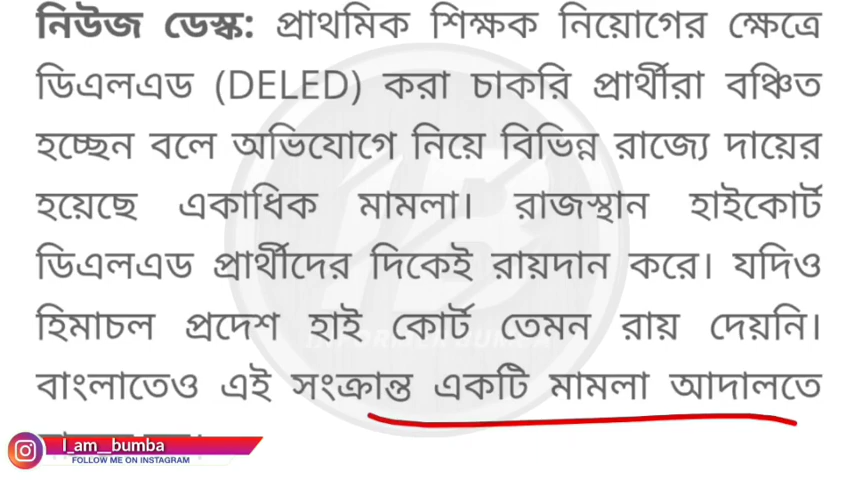 নিউজ ডেস্ক: প্রাথমিক শিক্ষক নিয়োগের ক্ষেত্রে
ডিএলএড (DELED) করা চাকরি প্রার্থীরা বঞ্চিত
হচ্ছেন বলে অভিযোগে নিয়ে বিভিন্ন রাজ্যে দায়ের
হয়েছে একাধিক মামলা। রাজস্থান হাইকোর্ট
ডিএলএড প্রার্থীদের দিকেই রায়দান করে। যদিও
হিমাচল প্রদেশ হাই কোর্ট তেমন রায় দেয়নি।
বাংলাতেও এই সংক্রান্ত একটি মামলা আদালতে
I_am__bumba
FOLLOW ME ON INSTAGRAM